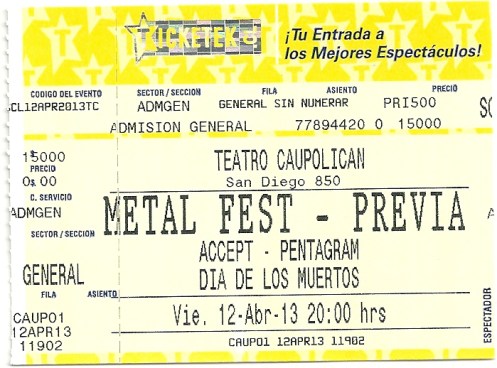 TICKETEK
¡Tu Entrada a
los Mejores Espectáculos!
CODIGO DEL EVENTO SECTOR / SECCION FILA ASIENTO PRECIO
CL12APR2013TC ADMGEN GENERAL SIN NUMERAR PRI500
ADMISION GENERAL 77894420 0 15000
15000
PRECIO
0$.00
C. SERVICIO
ADMGEN
SECTOR / SECCION
GENERAL
FILA ASIENTO
CAUP01
12APR13
11902
TEATRO CAUPOLICAN
San Diego 850
METAL FEST - PREVIA
ACCEPT - PENTAGRAM
DIA DE LOS MUERTOS
Vie. 12-Abr-13 20:00 hrs
CAUPO1 12APR13 11902
ESPECTADOR